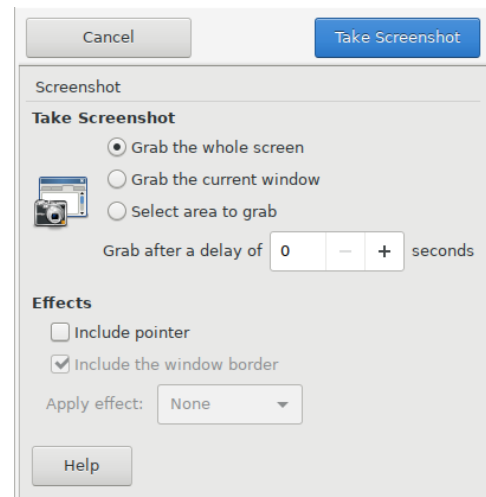 Cancel Take Screenshot
Screenshot
Take Screenshot
Grab the whole screen
Grab the current window
Select area to grab
Grab after a delay of 0 − + seconds
Effects
Include pointer
Include the window border
Apply effect: None
Help